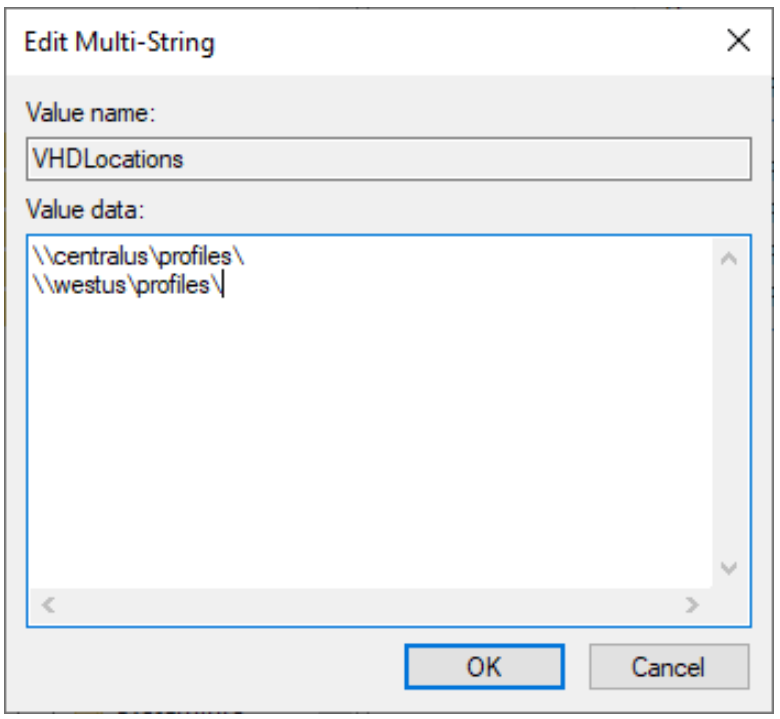 Edit Multi-String
Value name:
VHDLocations
Value data:
\\centralus\profiles\
\\westus\profiles\
OK Cancel